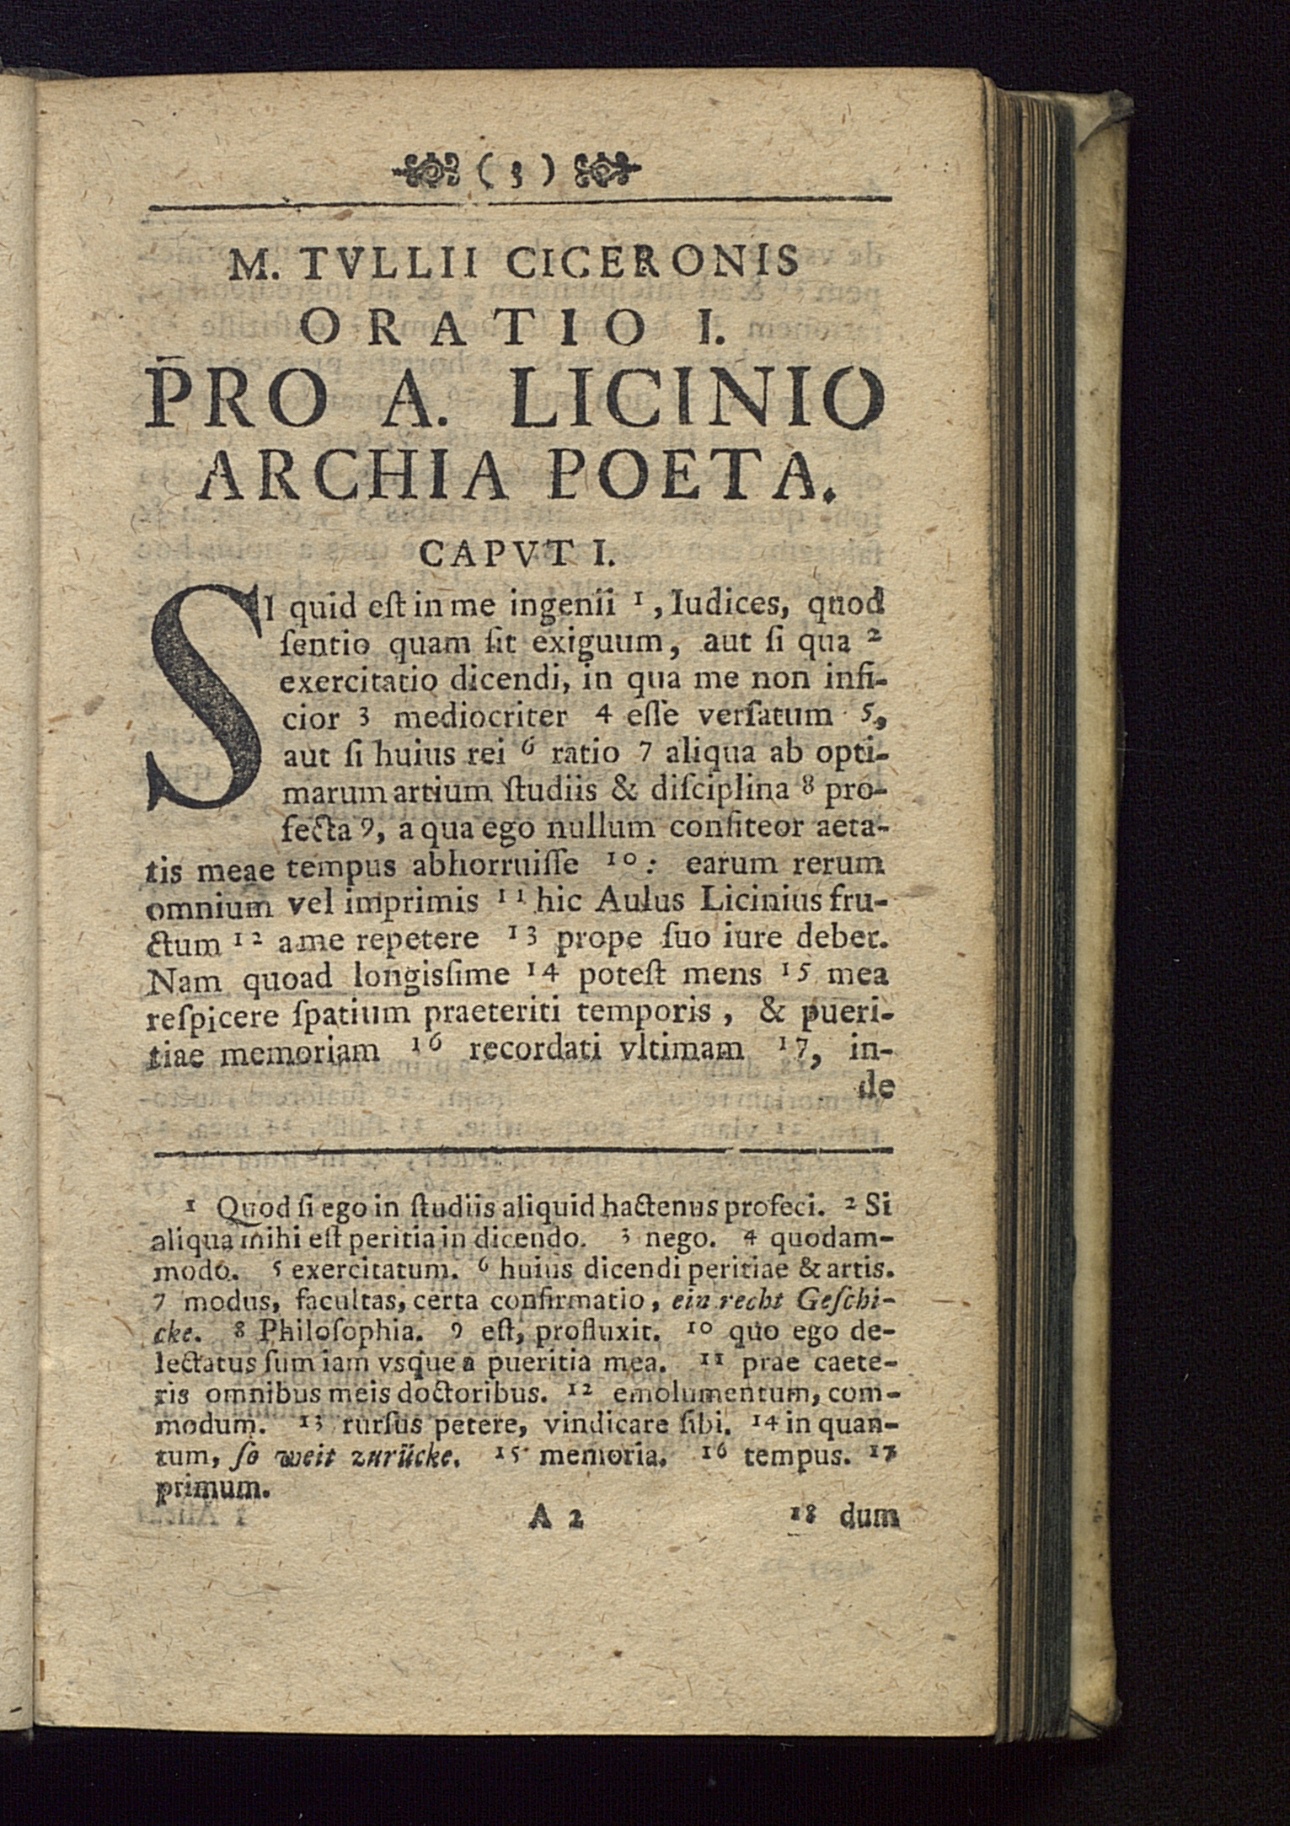 ( 3 )
M. TVLLII CICERONIS
ORATIO I.
PRO A. LICINIO
ARCHIA POETA.
CAPVT I.
SI quid eſt in me ingenii 1, Iudices, quod
ſentio quam ſit exiguum, aut ſi qua 2
exercitatio dicendi, in qua me non infi-
cior 3 mediocriter 4 eſſe verſatum 5,
aut ſi huius rei 6 ratio 7 aliqua ab opti-
marum artium ſtudiis & diſciplina 8 pro-
fecta 9, a qua ego nullum confiteor aeta-
tis meae tempus abhorruiſſe 10: earum rerum
omnium vel imprimis 11 hic Aulus Licinius fru-
ctum 12 a me repetere 13 prope ſuo iure debet.
Nam quoad longiſſime 14 poteſt mens 15 mea
reſpicere ſpatium praeteriti temporis, & pueri-
tiae memoriam 16 recordati vltimam 17, in-
de
1 Quod ſi ego in ſtudiis aliquid hactenus profeci. 2 Si
aliqua mihi eſt peritia in dicendo. 3 nego. 4 quodam-
modo. 5 exercitatum. 6 huius dicendi peritiae & artis.
7 modus, facultas, certa confirmatio, ein recht Geſchi-
cke. 8 Philoſophia. 9 eſt, profluxit. 10 quo ego de-
lectatus ſum iam vsque a pueritia mea. 11 prae caete-
ris omnibus meis doctoribus. 12 emolumentum, com-
modum. 13 rurſus petere, vindicare ſibi. 14 in quan-
tum, ſo weit zurücke. 15 memoria. 16 tempus. 17
primum.
A 2 18 dum